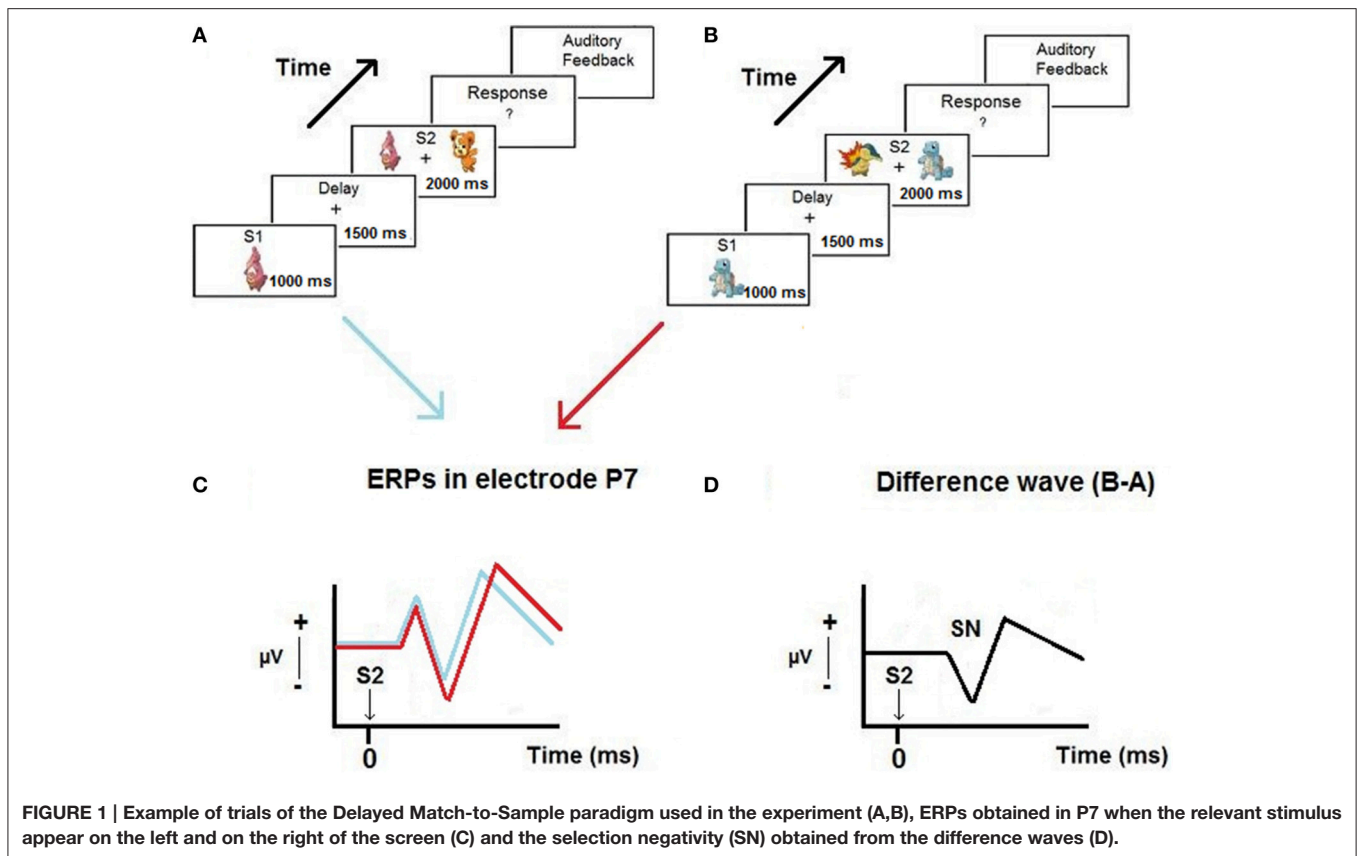 A
Time
Auditory
Feedback
Response
?
S2
+
2000 ms
Delay
+
1500 ms
S1
1000 ms
B
Time
Auditory
Feedback
Response
?
S2
+
2000 ms
Delay
+
1500 ms
S1
1000 ms
C
ERPs in electrode P7
+
µV
-
S2
0
Time (ms)
D
Difference wave (B-A)
+
µV
-
SN
S2
0
Time (ms)
FIGURE 1 | Example of trials of the Delayed Match-to-Sample paradigm used in the experiment (A,B), ERPs obtained in P7 when the relevant stimulus
appear on the left and on the right of the screen (C) and the selection negativity (SN) obtained from the difference waves (D).